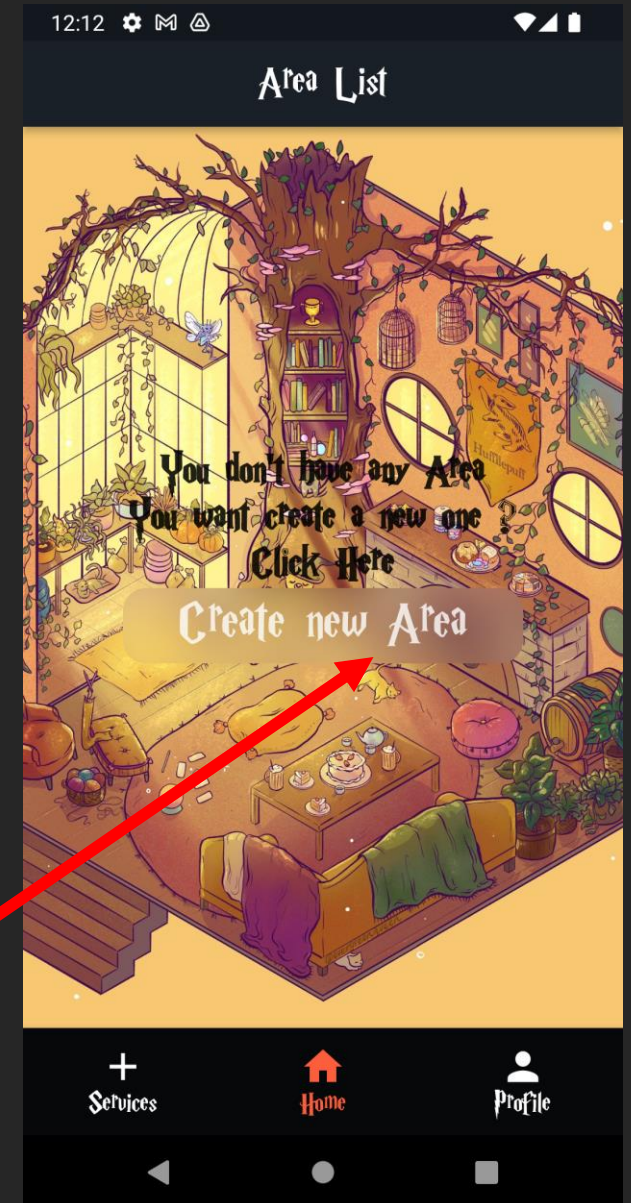 12:12
Area List
Hufflepuff
You don't have any Area
You want create a new one ?
Click Here
Create new Area
Services
Home
Profile